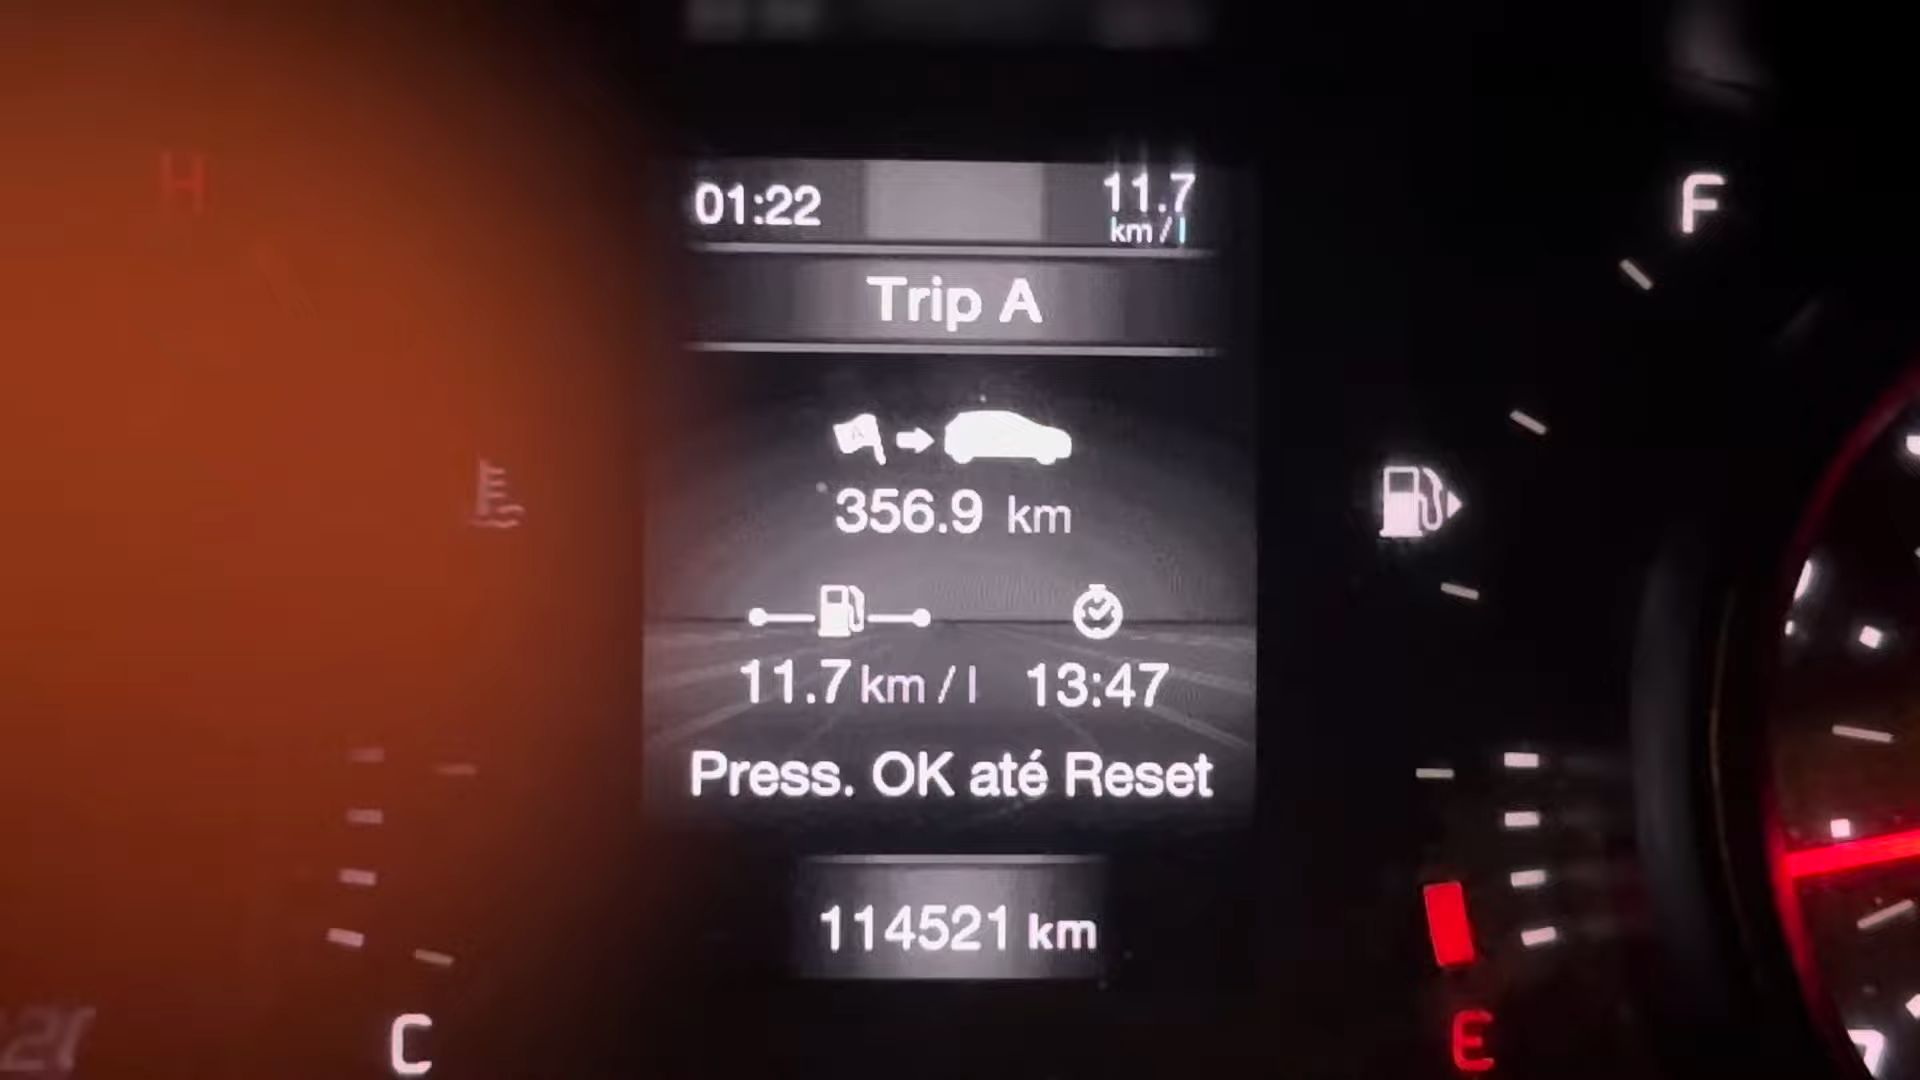 H
F
01:22
11.7
km/l
Trip A
356.9 km
11.7 km/l 13:47
Press. OK até Reset
114521 km
C
E